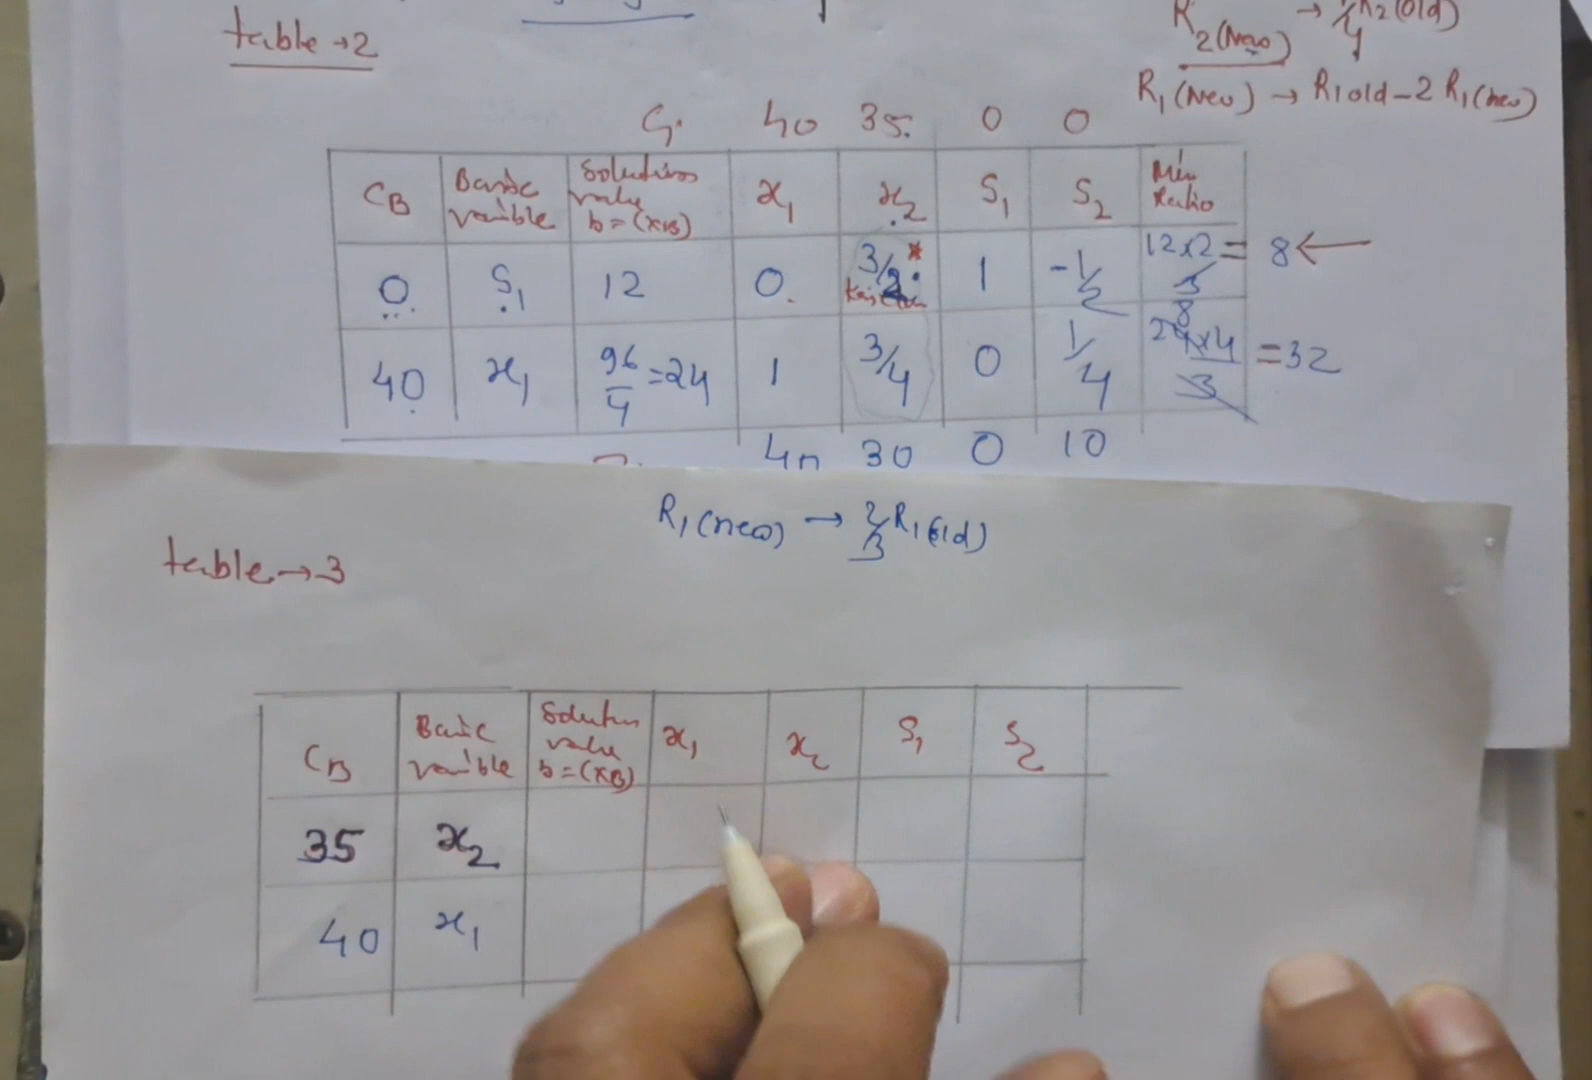 table → 2
R2(New) → 1/4 R2(old)
R1(New) → R1old - 2 R1(new)
Cj 40 35 0 0
CB Basic variable Solution value b=(XB) x1 x2 S1 S2 Min Ratio
0 S1 12 0 3/2 * 1 -1/2 12×2/3 = 8 ←
40 x1 96/4 = 24 1 3/4 0 1/4 24×4/3 = 32
40 30 0 10
R1(new) → 2/3 R1(old)
table → 3
CB Basic variable Solution value b=(XB) x1 x2 S1 S2
35 x2
40 x1